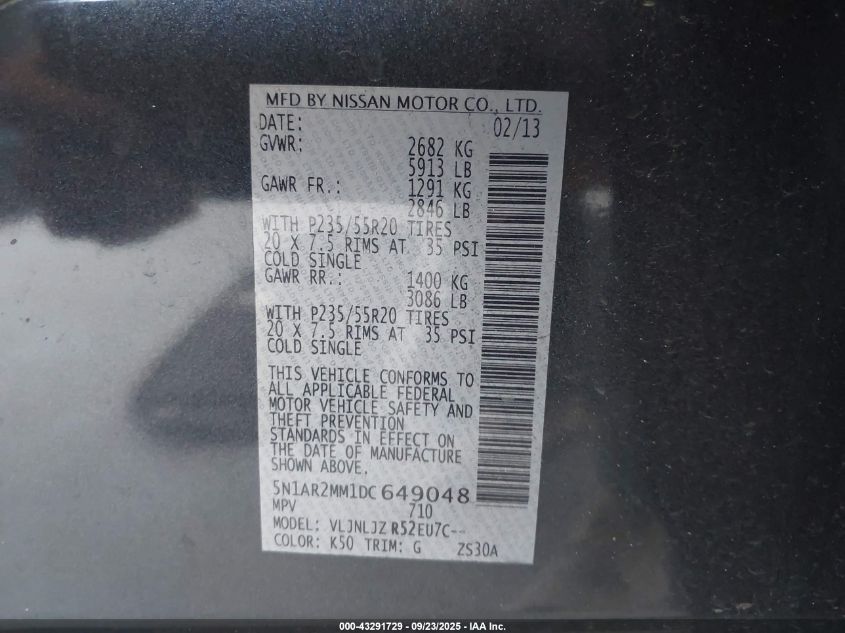 MFD BY NISSAN MOTOR CO., LTD.
DATE: 02/13
GVWR: 2682 KG
5913 LB
GAWR FR.: 1291 KG
2846 LB
WITH P235/55R20 TIRES
20 X 7.5 RIMS AT 35 PSI
COLD SINGLE
GAWR RR.: 1400 KG
3086 LB
WITH P235/55R20 TIRES
20 X 7.5 RIMS AT 35 PSI
COLD SINGLE
THIS VEHICLE CONFORMS TO
ALL APPLICABLE FEDERAL
MOTOR VEHICLE SAFETY AND
THEFT PREVENTION
STANDARDS IN EFFECT ON
THE DATE OF MANUFACTURE
SHOWN ABOVE.
5N1AR2MM1DC649048
MPV 710
MODEL: VLJNLJZ R52EU7C--
COLOR: K50 TRIM: G ZS30A
000-43291729 - 09/23/2025 - IAA Inc.